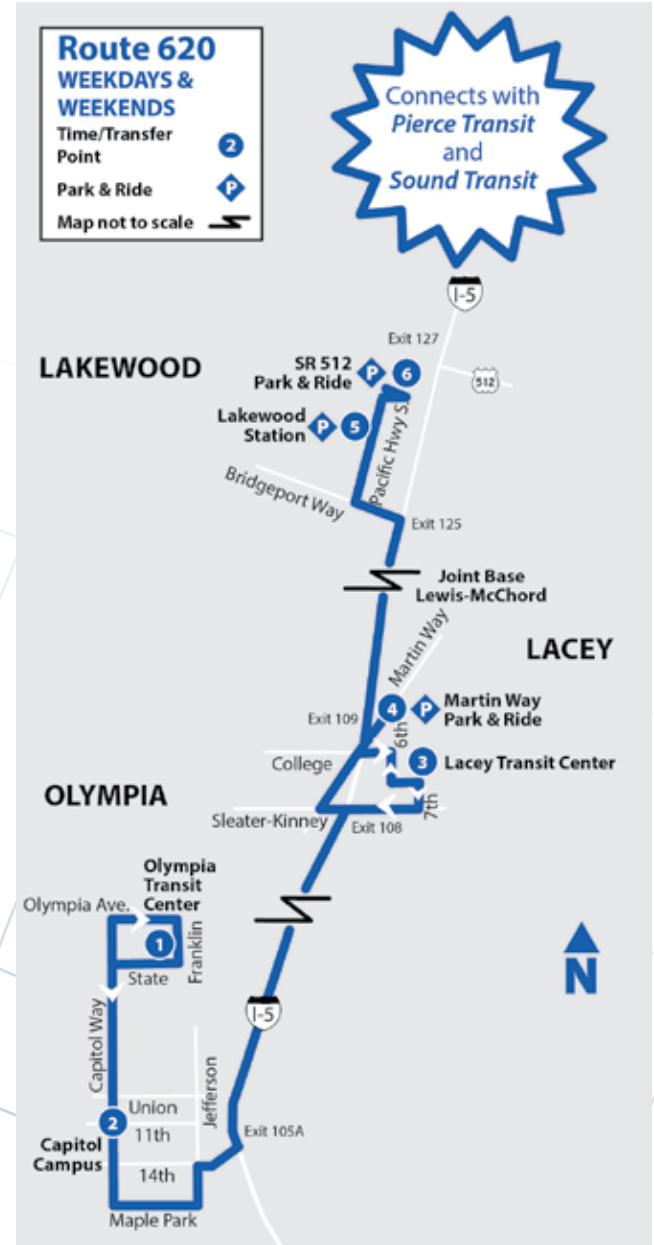 Route 620
WEEKDAYS &
WEEKENDS
Time/Transfer
Point
2
Park & Ride
P
Map not to scale
Connects with
Pierce Transit
and
Sound Transit
I-5
Exit 127
LAKEWOOD
SR 512
Park & Ride
P
6
512
Lakewood
Station
P
5
Pacific Hwy S.
Bridgeport Way
Exit 125
Joint Base
Lewis-McChord
Martin Way
LACEY
4
P
Martin Way
Park & Ride
Exit 109
6th
College
3
Lacey Transit Center
OLYMPIA
7th
Sleater-Kinney
Exit 108
Olympia
Transit
Center
Olympia Ave.
1
Franklin
State
N
I-5
Capitol Way
Jefferson
Union
2
11th
Exit 105A
Capitol
Campus
14th
Maple Park